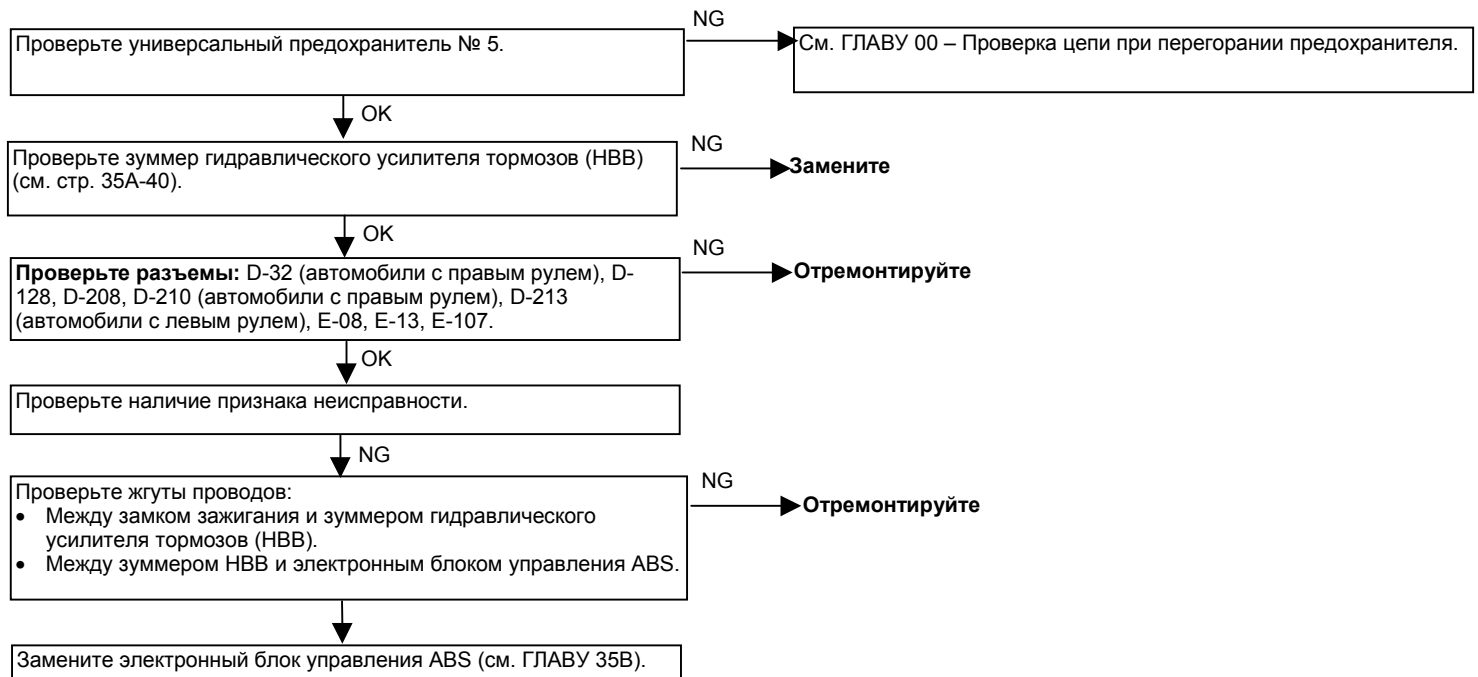 NG
Проверьте универсальный предохранитель № 5.
См. ГЛАВУ 00 – Проверка цепи при перегорании предохранителя.
OK
Проверьте зуммер гидравлического усилителя тормозов (HBB)
(см. стр. 35A-40).
NG
Замените
OK
Проверьте разъемы: D-32 (автомобили с правым рулем), D-
128, D-208, D-210 (автомобили с правым рулем), D-213
(автомобили с левым рулем), E-08, E-13, E-107.
NG
Отремонтируйте
OK
Проверьте наличие признака неисправности.
NG
Проверьте жгуты проводов:
• Между замком зажигания и зуммером гидравлического
усилителя тормозов (HBB).
• Между зуммером HBB и электронным блоком управления ABS.
NG
Отремонтируйте
Замените электронный блок управления ABS (см. ГЛАВУ 35B).